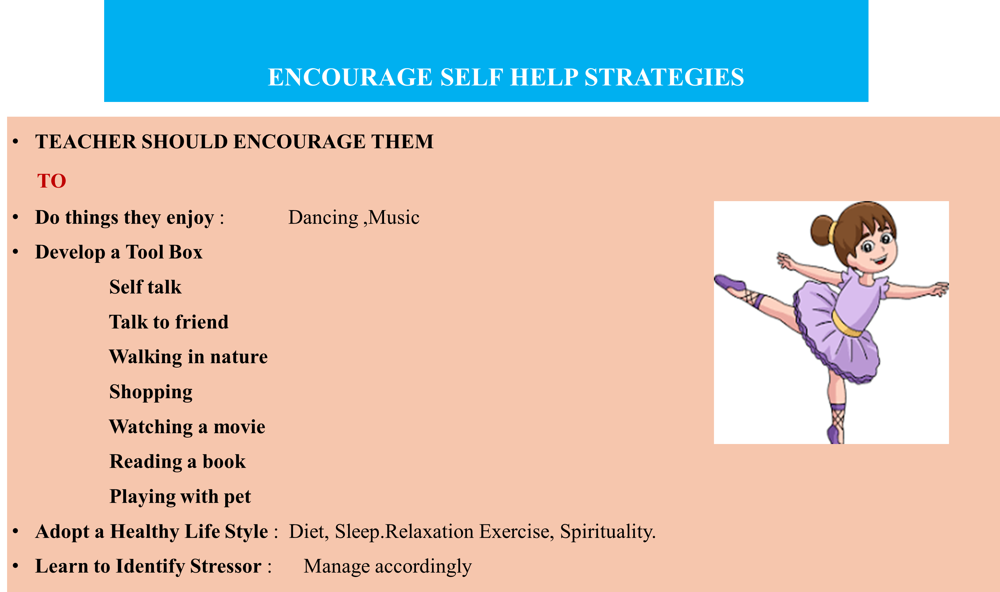 ENCOURAGE SELF HELP STRATEGIES
• TEACHER SHOULD ENCOURAGE THEM
TO
• Do things they enjoy : Dancing ,Music
• Develop a Tool Box
Self talk
Talk to friend
Walking in nature
Shopping
Watching a movie
Reading a book
Playing with pet
• Adopt a Healthy Life Style : Diet, Sleep.Relaxation Exercise, Spirituality.
• Learn to Identify Stressor : Manage accordingly